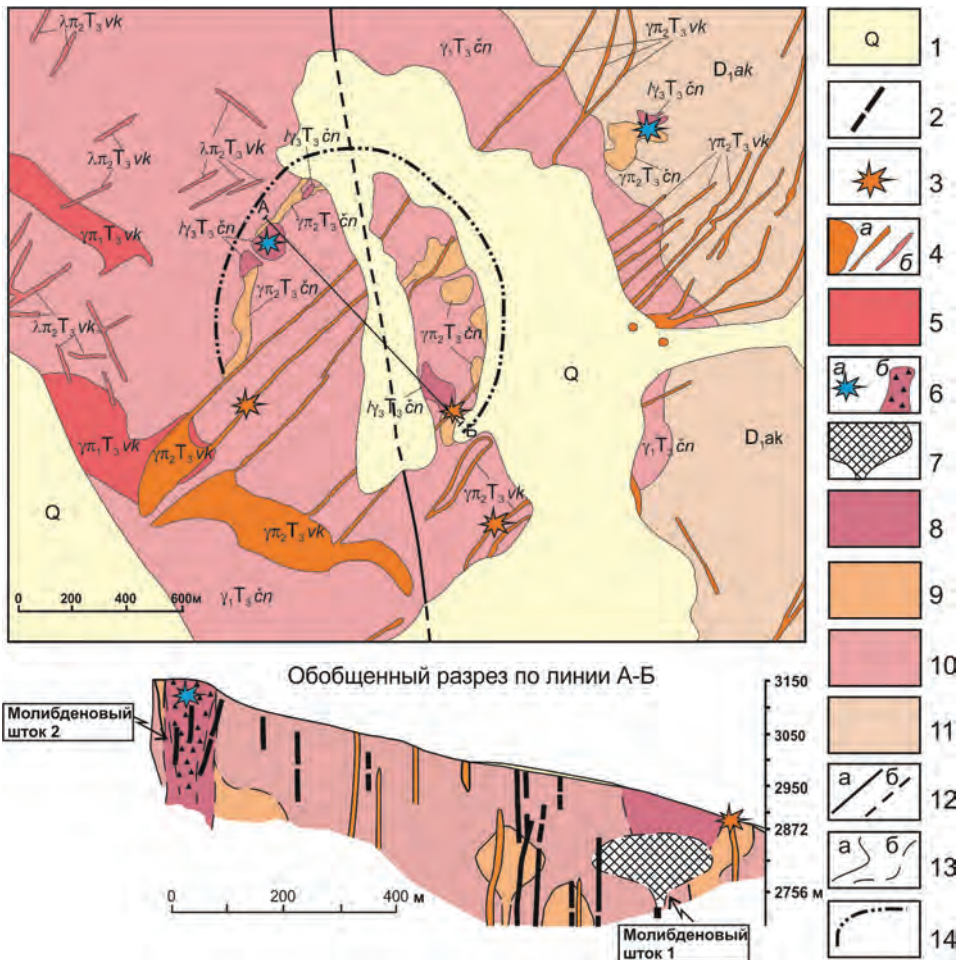 λπ₂T₃vk
γ₁T₃čn
γπ₂T₃vk
D₁ak
lγ₃T₃čn
λπ₂T₃vk
λπ₂T₃vk
lγ₃T₃čn
γπ₂T₃čn
γπ₂T₃vk
А
γπ₂T₃čn
lγ₃T₃čn
γπ₁T₃vk
γπ₂T₃čn
λπ₂T₃vk
γπ₂T₃čn
Q
lγ₃T₃čn
Б
γ₁T₃čn
D₁ak
γπ₁T₃vk
γπ₂T₃vk
γπ₂T₃vk
Q
γπ₂T₃vk
γ₁T₃čn
0 200 400 600м
Q 1
2
3
а б 4
5
а б 6
7
8
9
10
11
а б 12
а б 13
14
Обобщенный разрез по линии А-Б
Молибденовый
шток 2
3150
3050
2950
2872
2756 м
0 200 400 м
Молибденовый
шток 1